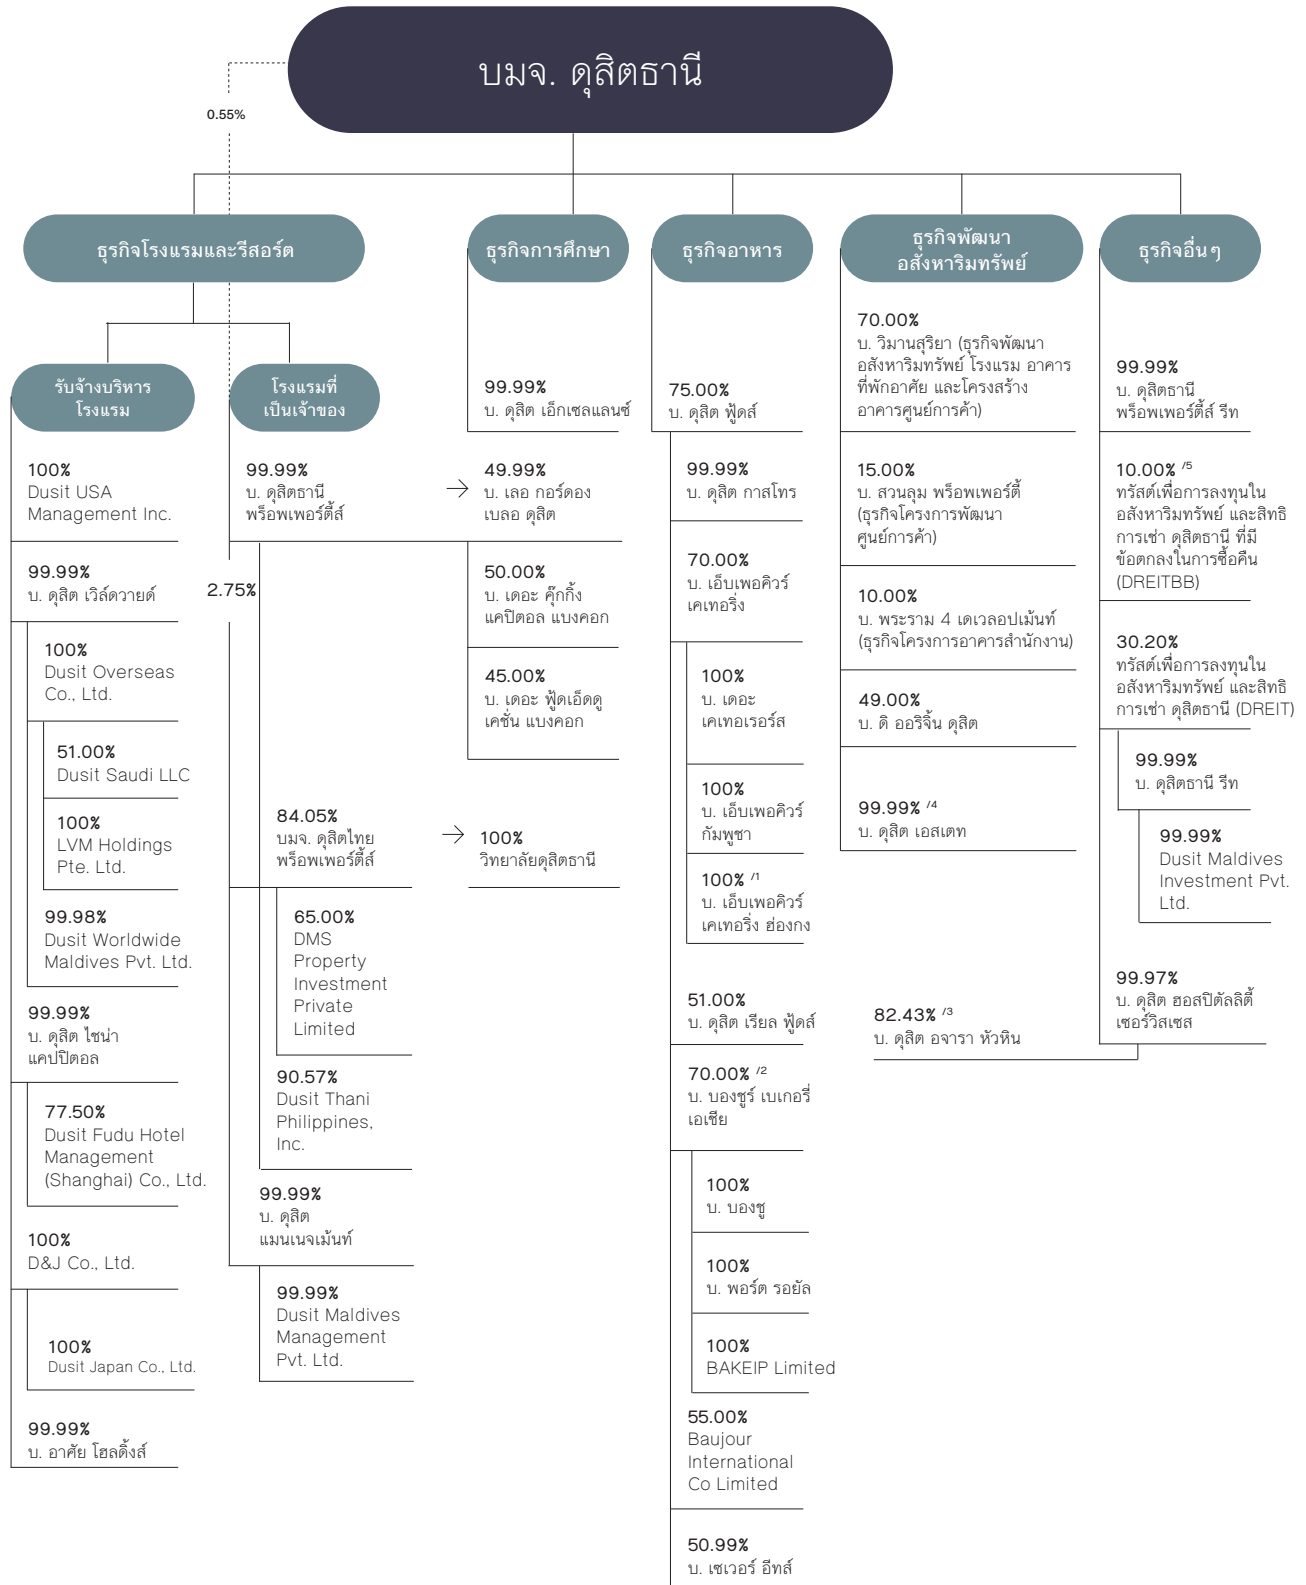 บมจ. ดุสิตธานี
0.55%
ธุรกิจโรงแรมและรีสอร์ต
รับจ้างบริหาร
โรงแรม
100%
Dusit USA
Management Inc.
99.99%
บ. ดุสิต เวิล์ดวายด์
100%
Dusit Overseas
Co., Ltd.
51.00%
Dusit Saudi LLC
100%
LVM Holdings
Pte. Ltd.
99.98%
Dusit Worldwide
Maldives Pvt. Ltd.
99.99%
บ. ดุสิต ไชน่า
แคปปิตอล
77.50%
Dusit Fudu Hotel
Management
(Shanghai) Co., Ltd.
100%
D&J Co., Ltd.
100%
Dusit Japan Co., Ltd.
99.99%
บ. อาศัย โฮลดิ้งส์
โรงแรมที่
เป็นเจ้าของ
99.99%
บ. ดุสิตธานี
พร็อพเพอร์ตี้ส์
2.75%
84.05%
บมจ. ดุสิตไทย
พร็อพเพอร์ตี้ส์
65.00%
DMS
Property
Investment
Private
Limited
90.57%
Dusit Thani
Philippines,
Inc.
99.99%
บ. ดุสิต
แมนเนจเม้นท์
99.99%
Dusit Maldives
Management
Pvt. Ltd.
ธุรกิจการศึกษา
99.99%
บ. ดุสิต เอ็กเซลแลนซ์
→ 49.99%
บ. เลอ กอร์ดอง
เบลอ ดุสิต
50.00%
บ. เดอะ คุ๊กกิ้ง
แคปิตอล แบงคอก
45.00%
บ. เดอะ ฟู้ดเอ็ดดู
เคชั่น แบงคอก
→ 100%
วิทยาลัยดุสิตธานี
ธุรกิจอาหาร
75.00%
บ. ดุสิต ฟู้ดส์
99.99%
บ. ดุสิต กาสโทร
70.00%
บ. เอ็บเพอคิวร์
เคเทอริ่ง
100%
บ. เดอะ
เคเทอเรอร์ส
100%
บ. เอ็บเพอคิวร์
กัมพูชา
100% /1
บ. เอ็บเพอคิวร์
เคเทอริ่ง ฮ่องกง
51.00%
บ. ดุสิต เรียล ฟู้ดส์
70.00% /2
บ. บองชูร์ เบเกอรี่
เอเชีย
100%
บ. บองชู
100%
บ. พอร์ต รอยัล
100%
BAKEIP Limited
55.00%
Baujour
International
Co Limited
50.99%
บ. เซเวอร์ อีทส์
ธุรกิจพัฒนา
อสังหาริมทรัพย์
70.00%
บ. วิมานสุริยา (ธุรกิจพัฒนา
อสังหาริมทรัพย์ โรงแรม อาคาร
ที่พักอาศัย และโครงสร้าง
อาคารศูนย์การค้า)
15.00%
บ. สวนลุม พร็อพเพอร์ตี้
(ธุรกิจโครงการพัฒนา
ศูนย์การค้า)
10.00%
บ. พระราม 4 เดเวลอปเม้นท์
(ธุรกิจโครงการอาคารสำนักงาน)
49.00%
บ. ดิ ออริจิ้น ดุสิต
99.99% /4
บ. ดุสิต เอสเตท
82.43% /3
บ. ดุสิต อจารา หัวหิน
ธุรกิจอื่นๆ
99.99%
บ. ดุสิตธานี
พร็อพเพอร์ตี้ส์ รีท
10.00% /5
ทรัสต์เพื่อการลงทุนใน
อสังหาริมทรัพย์ และสิทธิ
การเช่า ดุสิตธานี ที่มี
ข้อตกลงในการซื้อคืน
(DREITBB)
30.20%
ทรัสต์เพื่อการลงทุนใน
อสังหาริมทรัพย์ และสิทธิ
การเช่า ดุสิตธานี (DREIT)
99.99%
บ. ดุสิตธานี รีท
99.99%
Dusit Maldives
Investment Pvt.
Ltd.
99.97%
บ. ดุสิต ฮอสปิตัลลิตี้
เซอร์วิสเซส